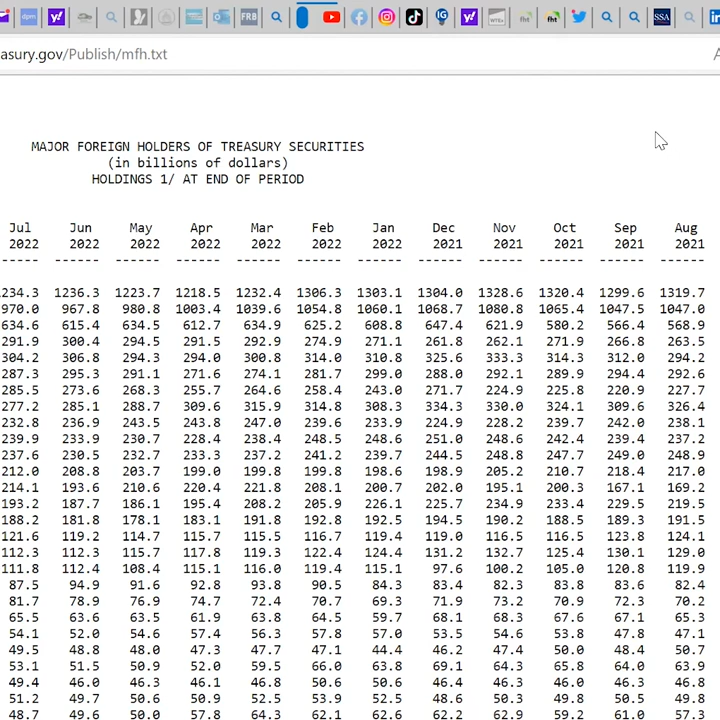 FRB
IG
WTEx
fht
fht
SSA
in
asury.gov/Publish/mfh.txt
MAJOR FOREIGN HOLDERS OF TREASURY SECURITIES
(in billions of dollars)
HOLDINGS 1/ AT END OF PERIOD
Jul Jun May Apr Mar Feb Jan Dec Nov Oct Sep Aug
2022 2022 2022 2022 2022 2022 2022 2021 2021 2021 2021 2021
----- ------ ------ ------ ------ ------ ------ ------ ------ ------ ------ ------
1234.3 1236.3 1223.7 1218.5 1232.4 1306.3 1303.1 1304.0 1328.6 1320.4 1299.6 1319.7
970.0 967.8 980.8 1003.4 1039.6 1054.8 1060.1 1068.7 1080.8 1065.4 1047.5 1047.0
634.6 615.4 634.5 612.7 634.9 625.2 608.8 647.4 621.9 580.2 566.4 568.9
291.9 300.4 294.5 291.5 292.9 274.9 271.1 261.8 262.1 271.9 266.8 263.5
304.2 306.8 294.3 294.0 300.8 314.0 310.8 325.6 333.3 314.3 312.0 294.2
287.3 295.3 291.1 271.6 274.1 281.7 299.0 288.0 292.1 289.9 294.4 292.6
285.5 273.6 268.3 255.7 264.6 258.4 243.0 271.7 224.9 225.8 220.9 227.7
277.2 285.1 288.7 309.6 315.9 314.8 308.3 334.3 330.0 324.1 309.6 326.4
232.8 236.9 243.5 243.8 247.0 239.6 233.9 224.9 228.2 239.7 242.0 238.1
239.9 233.9 230.7 228.4 238.4 248.5 248.6 251.0 248.6 242.4 239.4 237.2
237.6 230.5 232.7 233.3 237.2 241.2 239.7 244.5 248.8 247.7 249.0 248.9
212.0 208.8 203.7 199.0 199.8 199.8 198.6 198.9 205.2 210.7 218.4 217.0
214.1 193.6 210.6 220.4 221.8 208.1 200.7 202.0 195.1 200.3 167.1 169.2
193.2 187.7 186.1 195.4 208.2 205.9 226.1 225.7 234.9 233.4 229.5 219.5
188.2 181.8 178.1 183.1 191.8 192.8 192.5 194.5 190.2 188.5 189.3 191.5
121.6 119.2 114.7 115.7 115.5 116.7 119.4 119.0 116.5 116.5 123.8 124.1
112.3 112.3 115.7 117.8 119.3 122.4 124.4 131.2 132.7 125.4 130.1 129.0
111.8 112.4 108.4 115.1 116.0 119.4 115.1 97.6 100.2 105.0 120.8 119.9
87.5 94.9 91.6 92.8 93.8 90.5 84.3 83.4 82.3 83.8 83.6 82.4
81.7 78.9 76.9 74.7 72.4 70.7 69.3 71.9 73.2 70.9 72.3 70.2
65.5 63.6 63.5 61.9 63.8 64.5 59.7 68.1 68.3 67.6 67.1 65.3
54.1 52.0 54.6 57.4 56.3 57.8 57.0 53.5 54.6 53.8 47.8 47.1
49.5 48.8 48.0 47.3 47.7 47.1 44.4 46.2 47.4 50.0 48.4 50.7
53.1 51.5 50.9 52.0 59.5 66.0 63.8 69.1 64.3 65.8 64.0 63.9
49.4 46.0 46.3 46.1 46.8 50.6 50.6 46.4 46.3 46.0 46.3 46.8
51.2 49.7 50.6 50.9 52.5 53.9 52.5 48.6 50.3 49.8 50.5 49.8
48.7 49.6 50.0 57.8 64.3 62.1 62.6 62.2 62.9 59.2 61.0 57.3